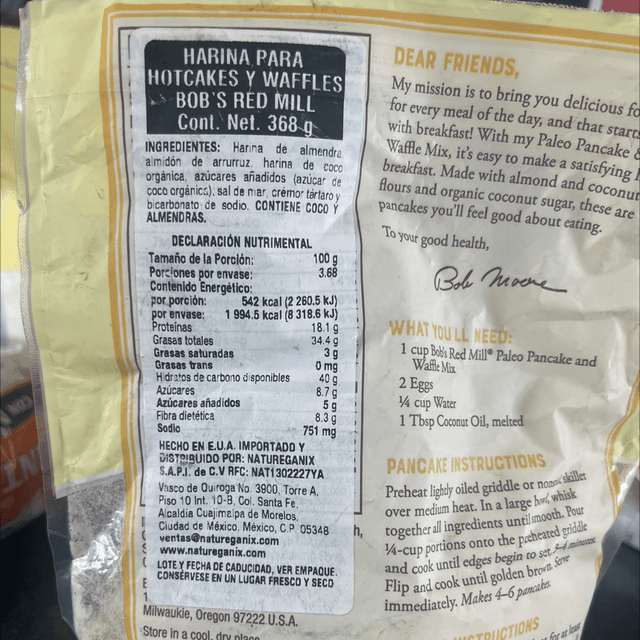 HARINA PARA
HOTCAKES Y WAFFLES
BOB'S RED MILL
Cont. Net. 368 g
INGREDIENTES: Harina de almendra
almidón de arrurruz, harina de coco
orgánica, azúcares añadidos (azúcar de
coco orgánica), sal de mar, crémor tártaro y
bicarbonato de sodio. CONTIENE COCO Y
ALMENDRAS.
DECLARACIÓN NUTRIMENTAL
Tamaño de la Porción: 100 g
Porciones por envase: 3.68
Contenido Energético:
por porción: 542 kcal (2 260.5 kJ)
por envase: 1 994.5 kcal (8 318.6 kJ)
Proteínas 18.1 g
Grasas totales 34.4 g
Grasas saturadas 3 g
Grasas trans 0 mg
Hidratos de carbono disponibles 40 g
Azúcares 8.7 g
Azúcares añadidos 5 g
Fibra dietética 8.3 g
Sodio 751 mg
HECHO EN E.U.A. IMPORTADO Y
DISTRIBUIDO POR: NATUREGANIX
S.A.P.I. de C.V RFC: NAT1302227YA
Vasco de Quiroga No. 3900, Torre A,
Piso 10 Int. 10-B, Col. Santa Fe,
Alcaldía Cuajimalpa de Morelos,
Ciudad de México, México, C.P. 05348
ventas@natureganix.com
www.natureganix.com
LOTE Y FECHA DE CADUCIDAD, VER EMPAQUE.
CONSÉRVESE EN UN LUGAR FRESCO Y SECO
Milwaukie, Oregon 97222 U.S.A.
Store in a cool, dry place
DEAR FRIENDS,
My mission is to bring you delicious
for every meal of the day, and that
with breakfast! With my Paleo Pancake
Waffle Mix, it's easy to make a satisfying
breakfast. Made with almond and coconut
flours and organic coconut sugar, these are
pancakes you'll feel good about eating.
To your good health,
Bob Moore
WHAT YOU'LL NEED:
1 cup Bob's Red Mill® Paleo Pancake and
Waffle Mix
2 Eggs
¼ cup Water
1 Tbsp Coconut Oil, melted
PANCAKE INSTRUCTIONS
Preheat lightly oiled griddle or nonstick skillet
over medium heat. In a large bowl, whisk
together all ingredients until smooth. Pour
¼-cup portions onto the preheated griddle
and cook until edges begin to set, 3–4 minutes.
Flip and cook until golden brown. Serve
immediately. Makes 4–6 pancakes.